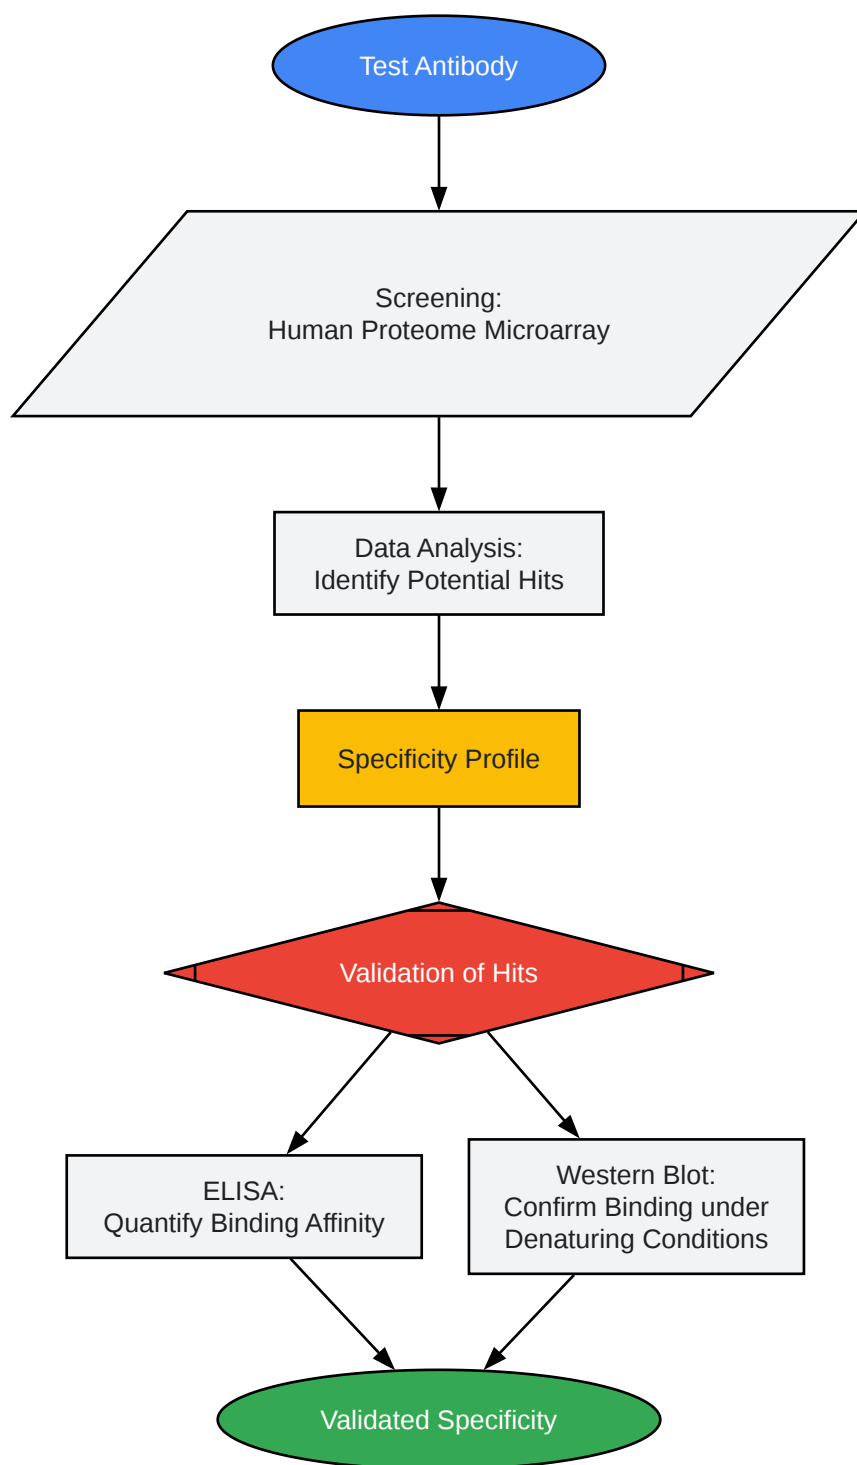 Test Antibody
Screening:
Human Proteome Microarray
Data Analysis:
Identify Potential Hits
Specificity Profile
Validation of Hits
ELISA:
Quantify Binding Affinity
Western Blot:
Confirm Binding under
Denaturing Conditions
Validated Specificity